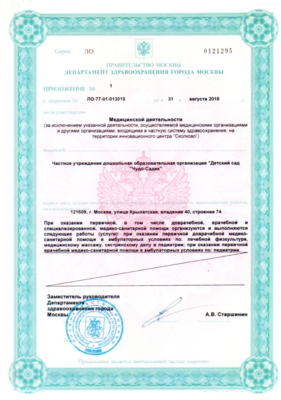 Серия ЛО 0121295
ПРАВИТЕЛЬСТВО МОСКВЫ
ДЕПАРТАМЕНТ ЗДРАВООХРАНЕНИЯ ГОРОДА МОСКВЫ
ПРИЛОЖЕНИЕ № 1
к лицензии № ЛО-77-01-013019 от « 31 » августа 2016 г.
на осуществление
Медицинской деятельности
(за исключением указанной деятельности, осуществляемой медицинскими организациями
и другими организациями, входящими в частную систему здравоохранения, на
территории инновационного центра "Сколково")
Частное учреждение дошкольная образовательная организация "Детский сад
"Чудо-Садик"
121609, г. Москва, улица Крылатская, владение 40, строение 74
При оказании первичной, в том числе доврачебной, врачебной и
специализированной, медико-санитарной помощи организуются и выполняются
следующие работы (услуги): при оказании первичной доврачебной медико-
санитарной помощи в амбулаторных условиях по: лечебной физкультуре,
медицинскому массажу, сестринскому делу в педиатрии; при оказании первичной
врачебной медико-санитарной помощи в амбулаторных условиях по: педиатрии.
Заместитель руководителя
Департамента
здравоохранения города
Москвы
А.В. Старшинин